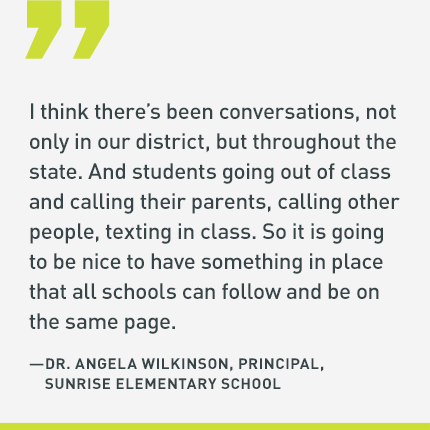 ”
I think there’s been conversations, not
only in our district, but throughout the
state. And students going out of class
and calling their parents, calling other
people, texting in class. So it is going
to be nice to have something in place
that all schools can follow and be on
the same page.
—DR. ANGELA WILKINSON, PRINCIPAL,
SUNRISE ELEMENTARY SCHOOL